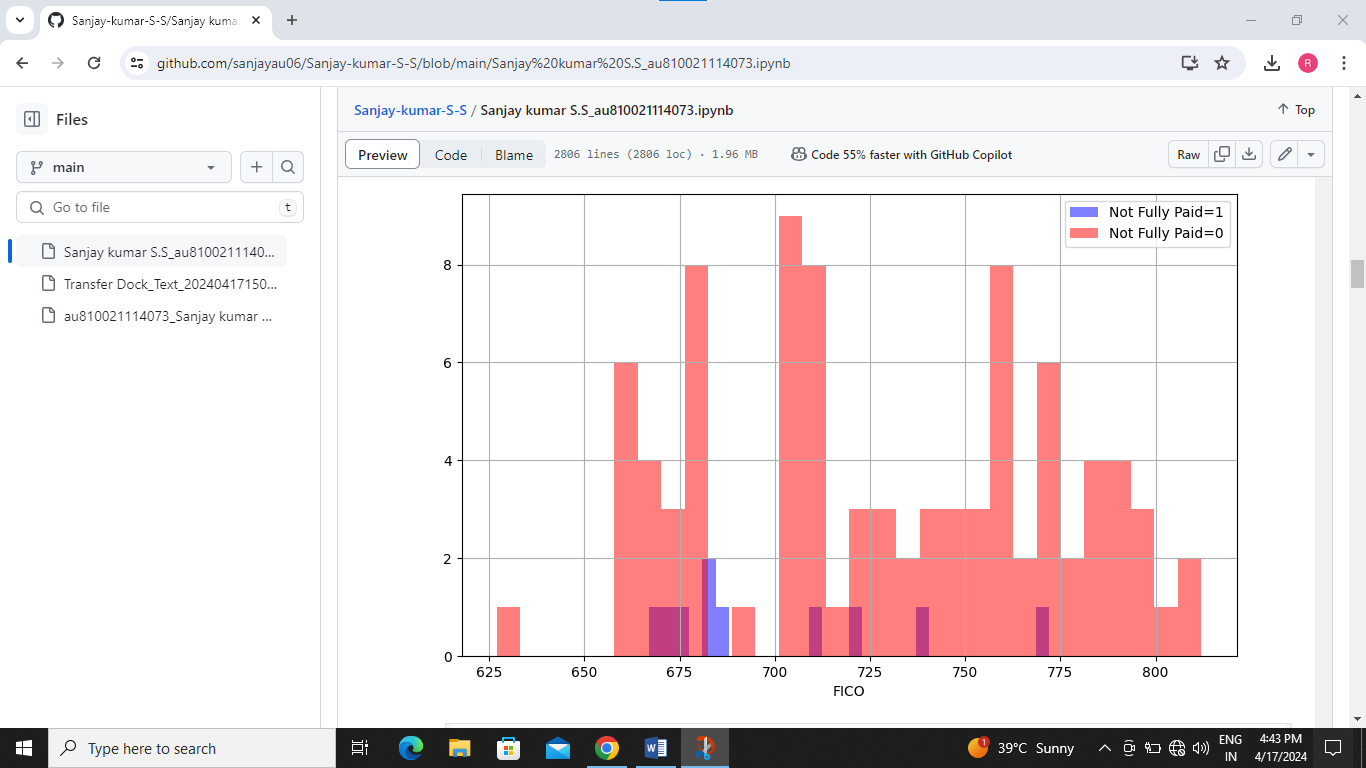 Sanjay-kumar-S-S/Sanjay kuma
github.com/sanjayau06/Sanjay-kumar-S-S/blob/main/Sanjay%20kumar%20S.S_au810021114073.ipynb
R
Files
main
Go to file
t
Sanjay kumar S.S_au8100211140...
Transfer Dock_Text_20240417150...
au810021114073_Sanjay kumar ...
Sanjay-kumar-S-S / Sanjay kumar S.S_au810021114073.ipynb
Top
Preview
Code
Blame
2806 lines (2806 loc) · 1.96 MB
Code 55% faster with GitHub Copilot
Raw
Not Fully Paid=1
Not Fully Paid=0
8
6
4
2
0
625 650 675 700 725 750 775 800
FICO
Type here to search
W
1
39°C Sunny
ENG
IN
4:43 PM
4/17/2024